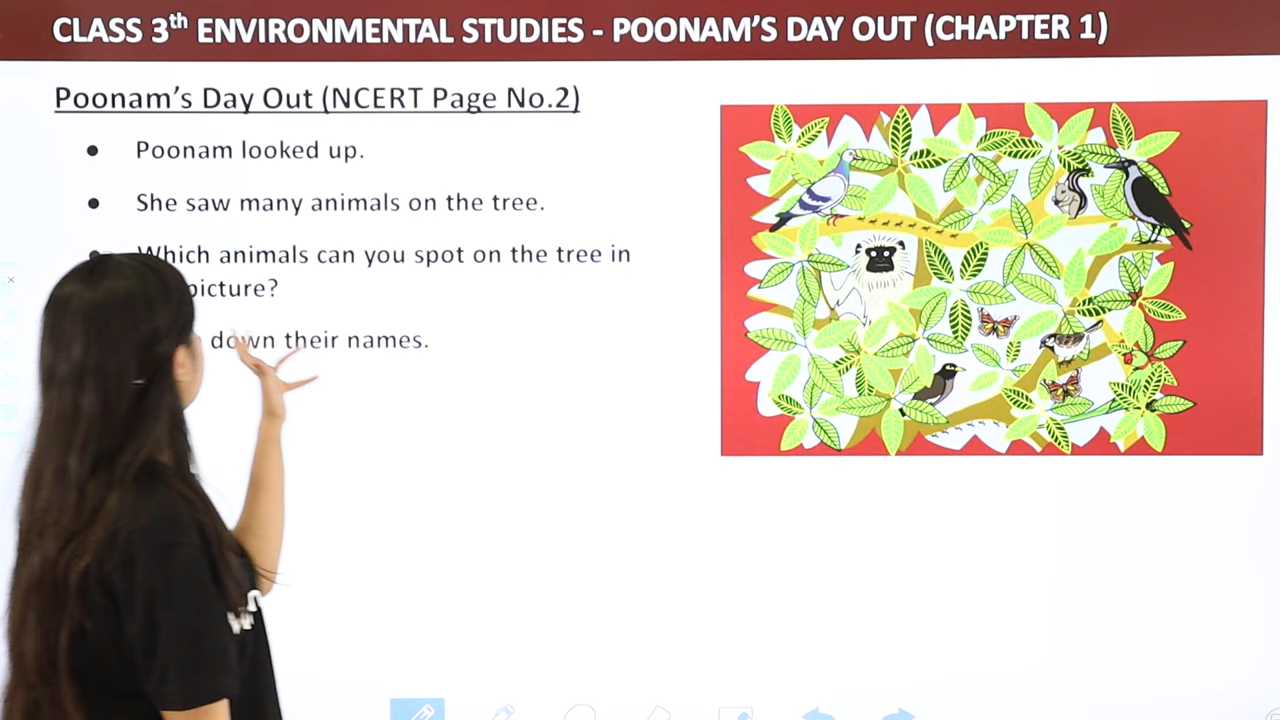 CLASS 3th ENVIRONMENTAL STUDIES - POONAM'S DAY OUT (CHAPTER 1)
Poonam's Day Out (NCERT Page No.2)
● Poonam looked up.
● She saw many animals on the tree.
● Which animals can you spot on the tree in
picture?
down their names.